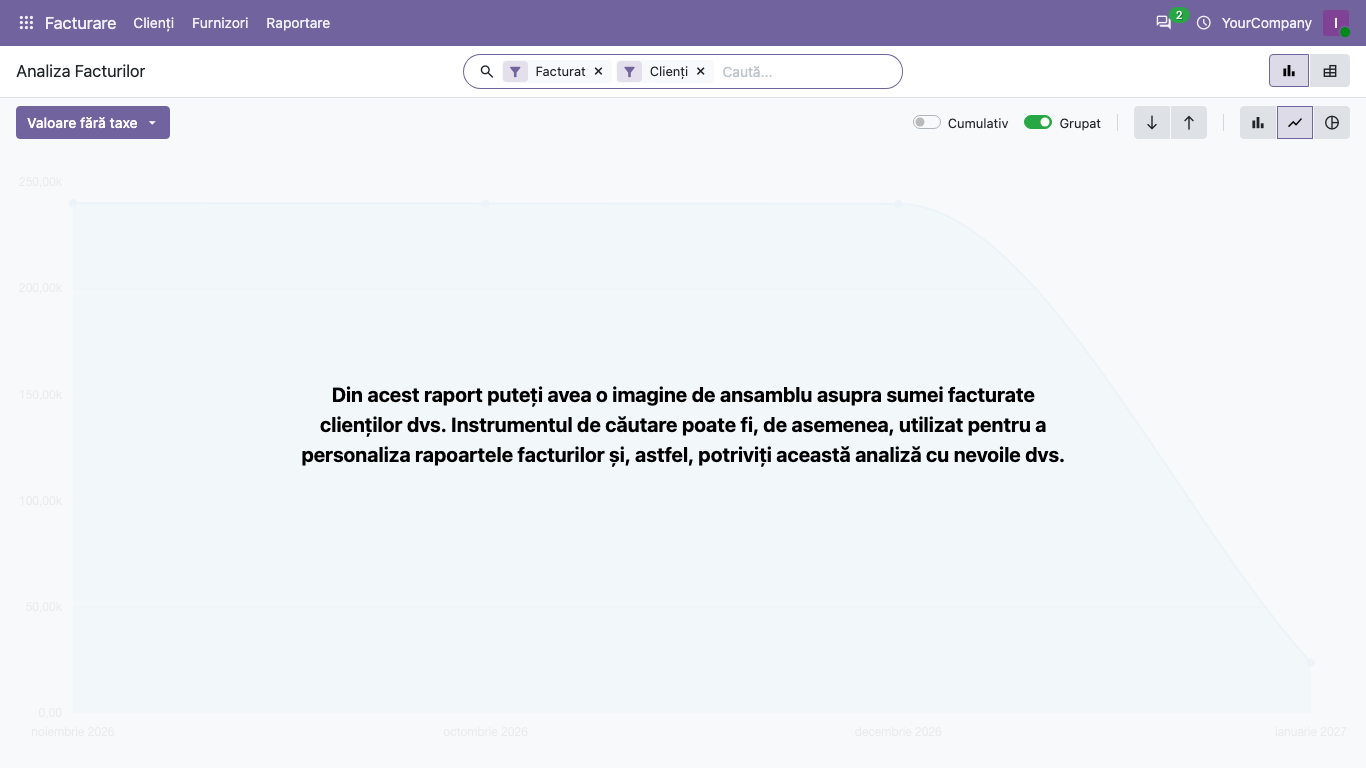 Facturare Clienți Furnizori Raportare 2 YourCompany I
Analiza Facturilor Facturat Clienți Caută...
Valoare fără taxe Cumulativ Grupat
250,00k
200,00k
150,00k
100,00k
50,00k
0.00
noiembrie 2026 octombrie 2026 decembrie 2026 ianuarie 2027
Din acest raport puteți avea o imagine de ansamblu asupra sumei facturate
clienților dvs. Instrumentul de căutare poate fi, de asemenea, utilizat pentru a
personaliza rapoartele facturilor și, astfel, potriviți această analiză cu nevoile dvs.